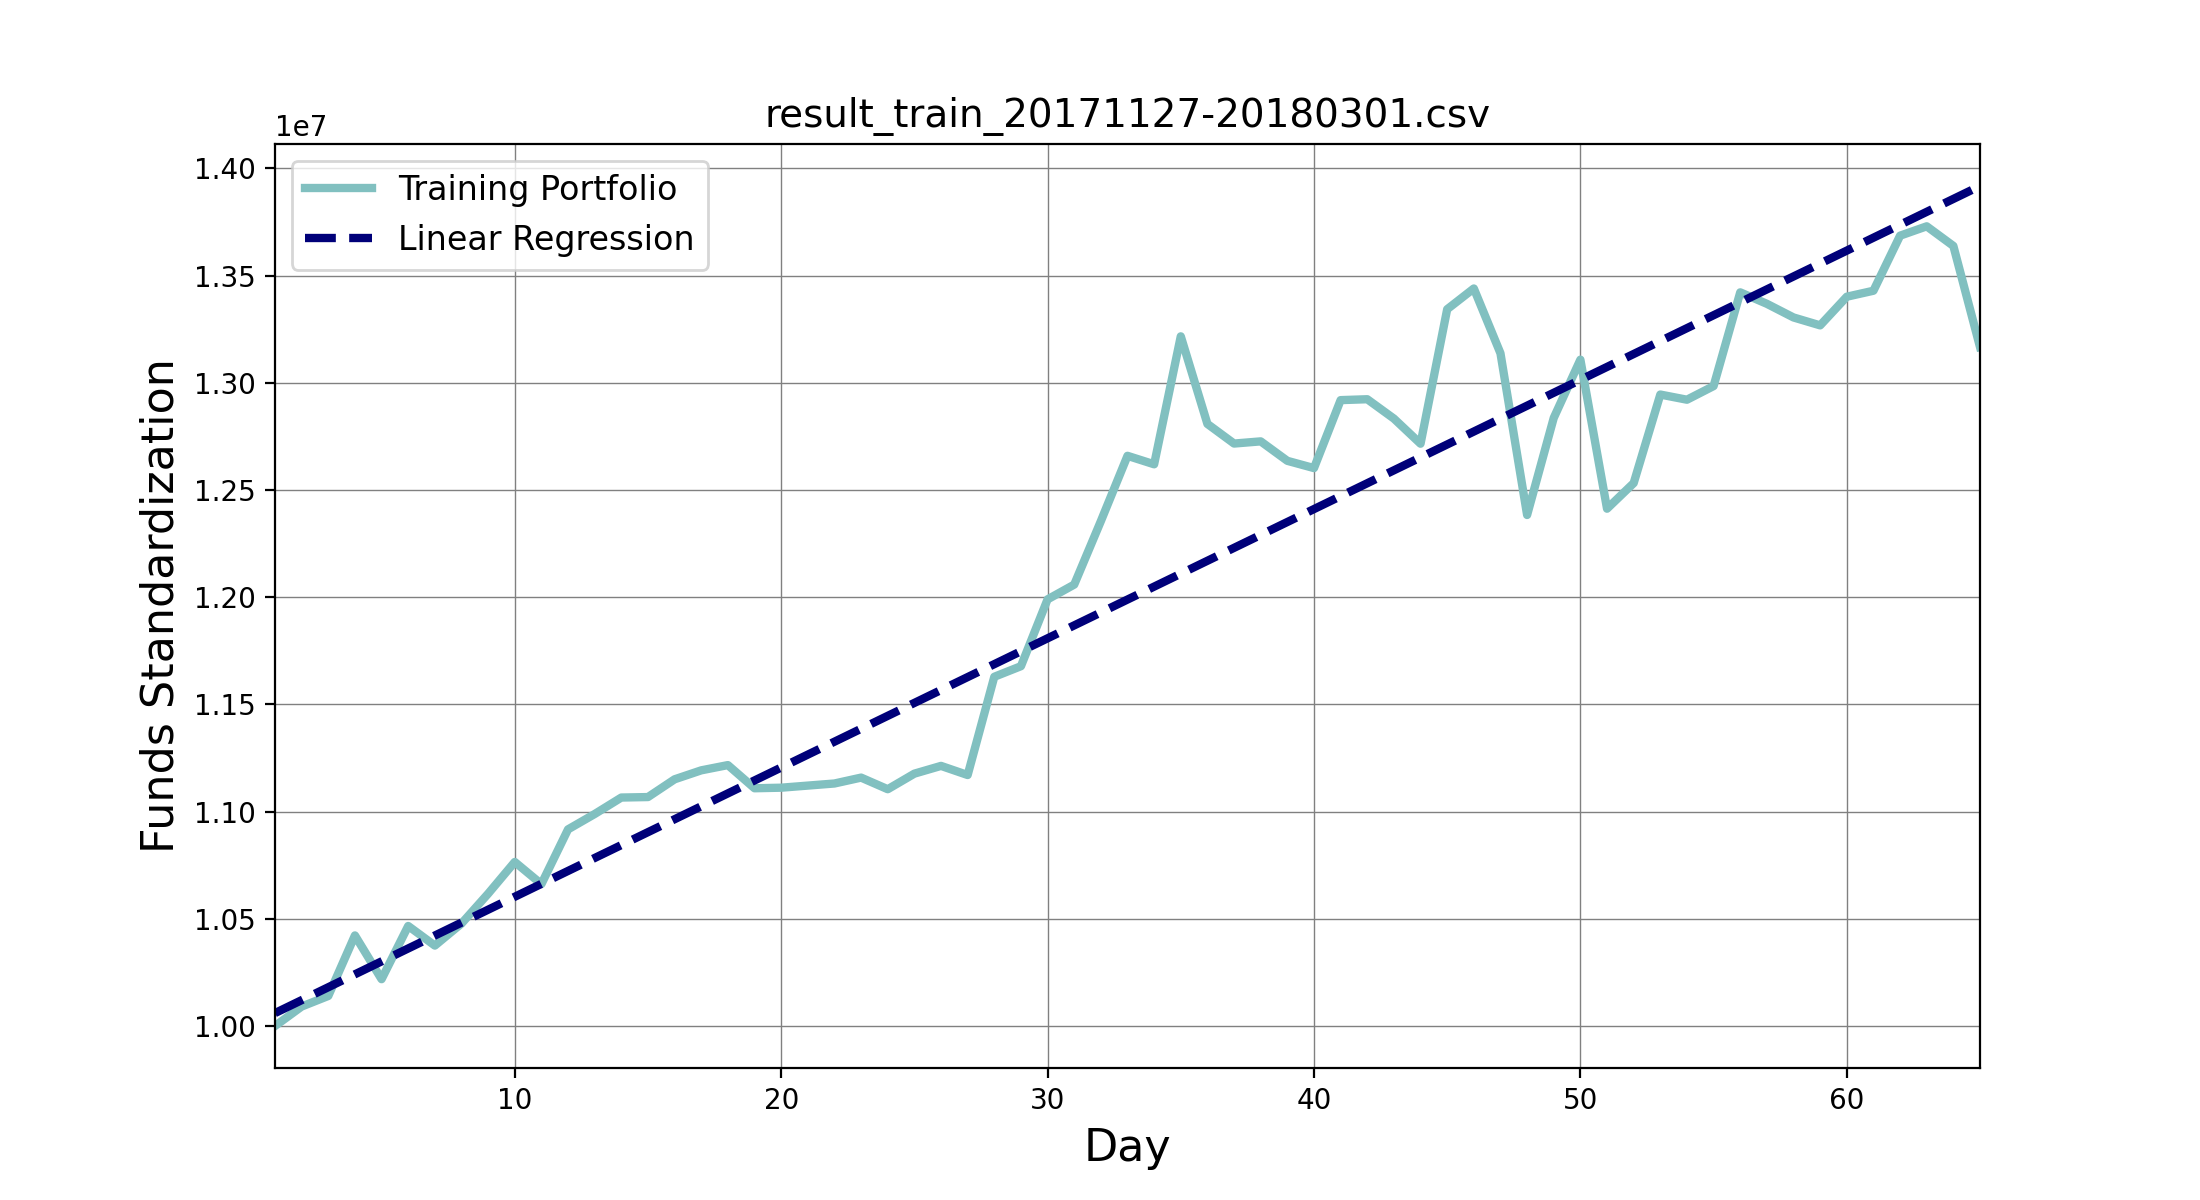 result_train_20171127-20180301.csv
1e7
Training Portfolio
Linear Regression
1.40
1.35
1.30
1.25
1.20
1.15
1.10
1.05
1.00
Funds Standardization
10 20 30 40 50 60
Day